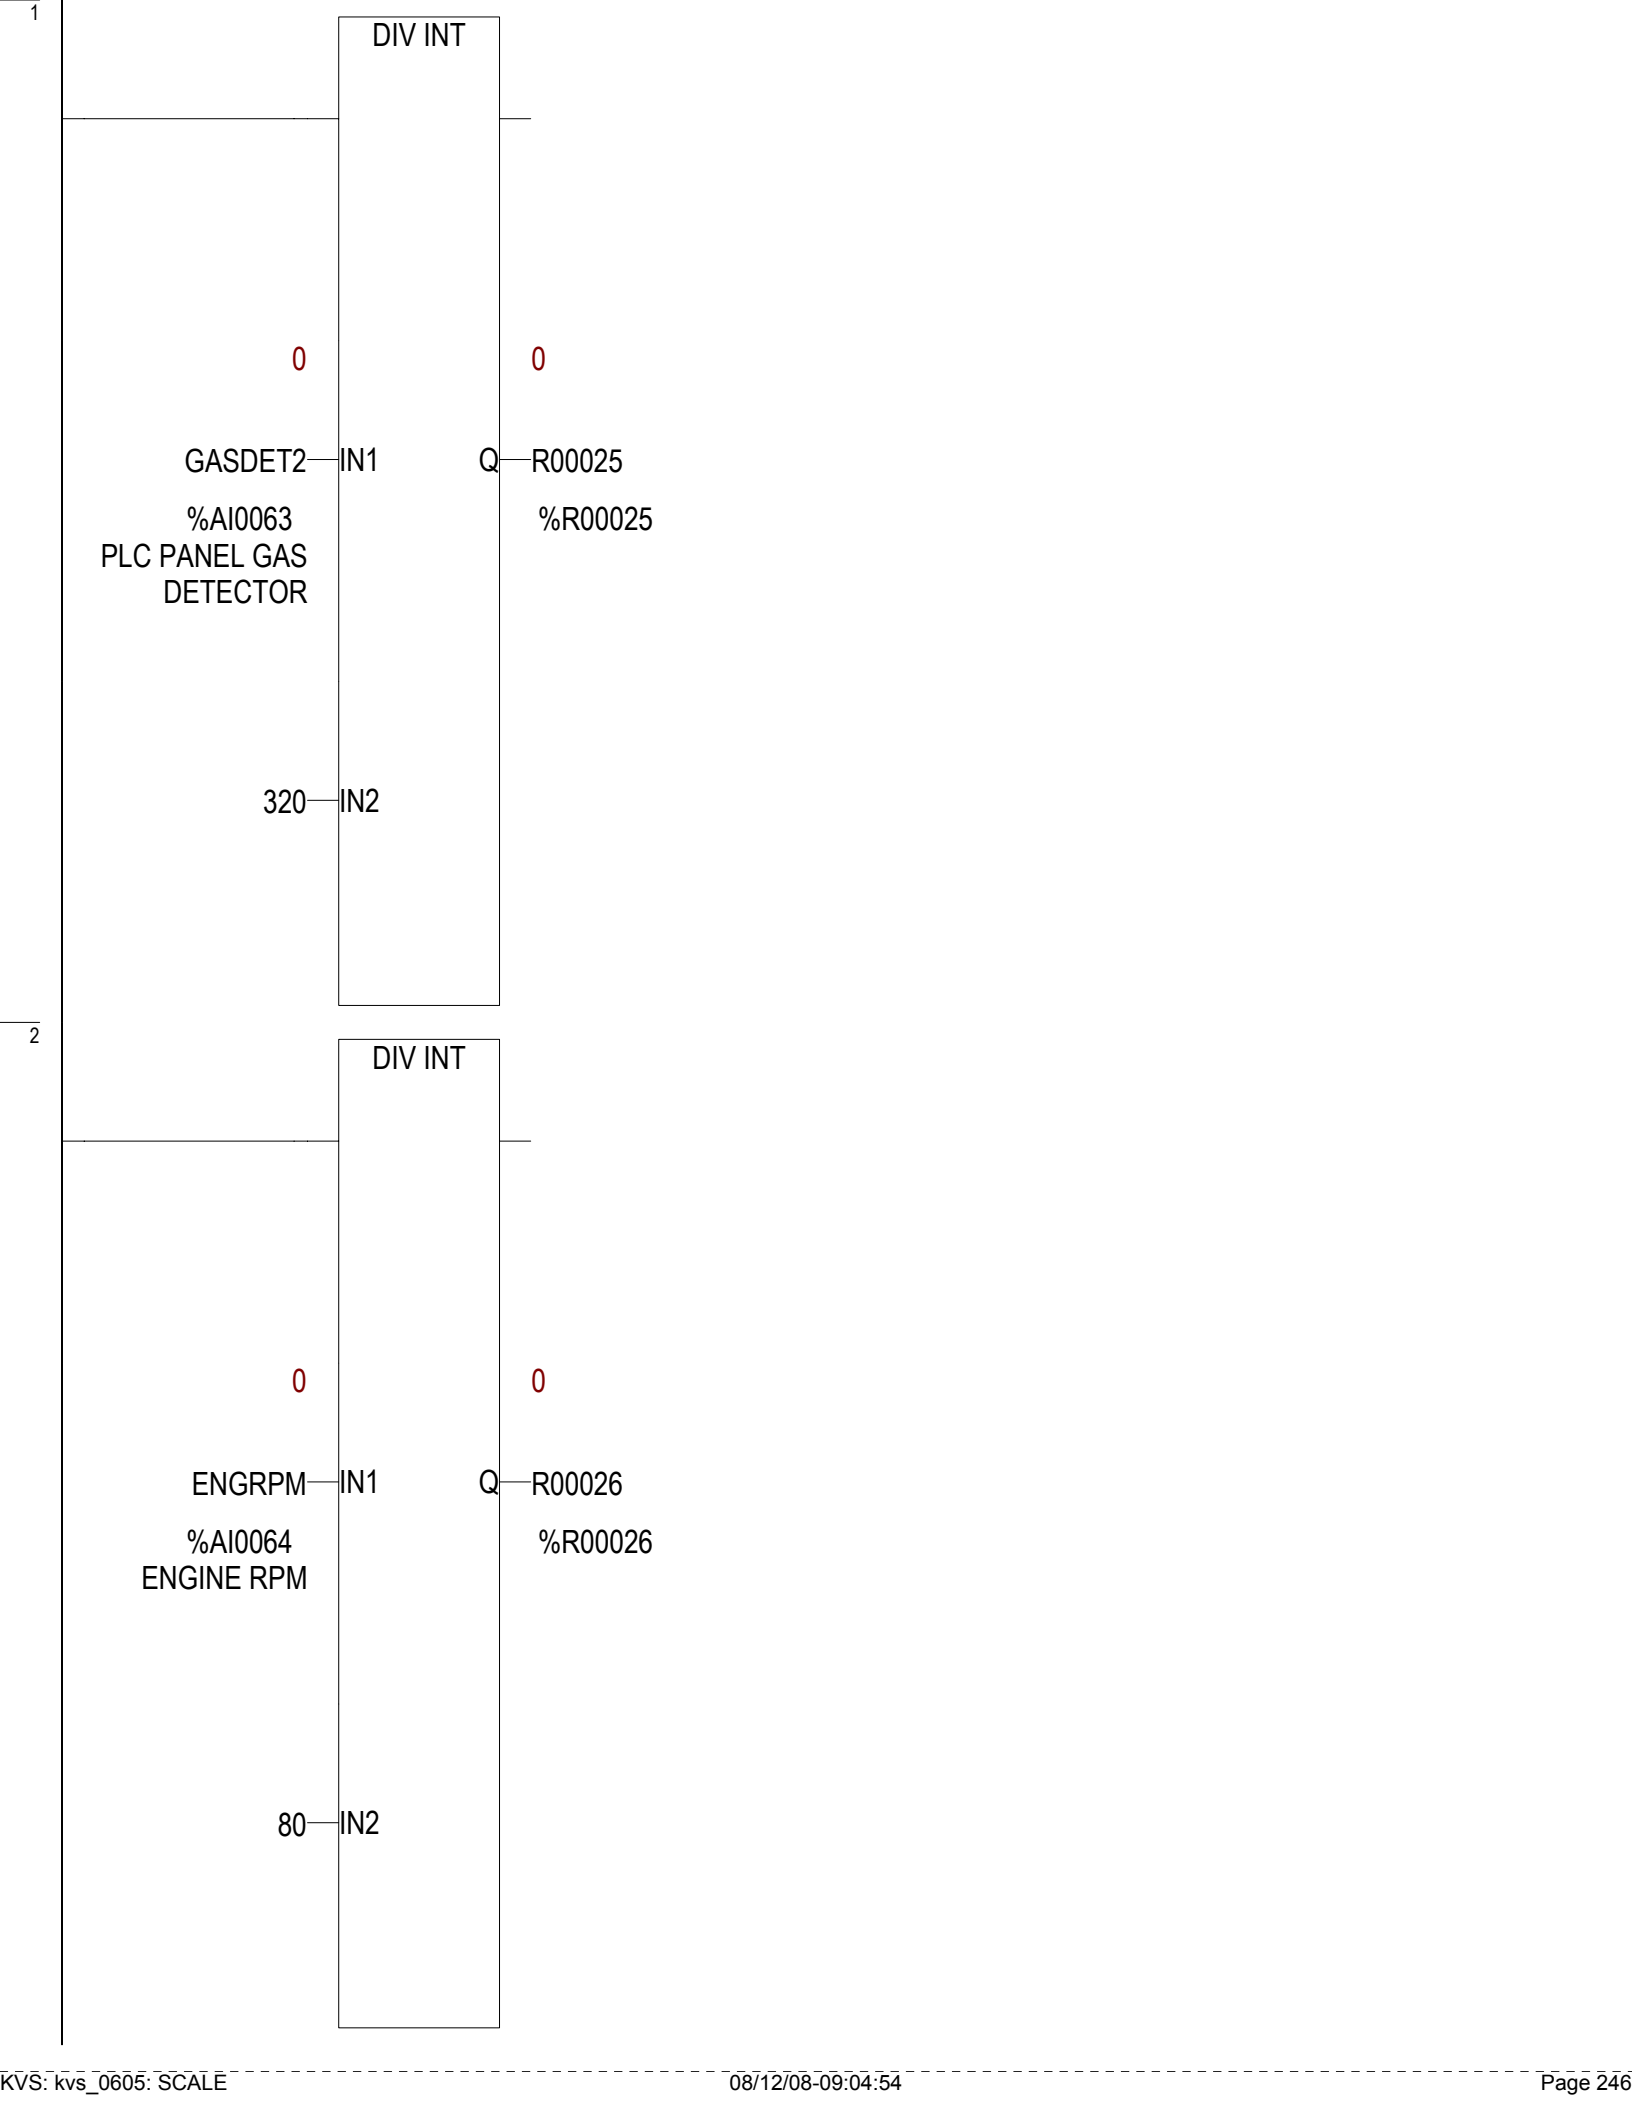 1
DIV INT
0 0
GASDET2 IN1 Q R00025
%AI0063 %R00025
PLC PANEL GAS
DETECTOR
320 IN2
2
DIV INT
0 0
ENGRPM IN1 Q R00026
%AI0064 %R00026
ENGINE RPM
80 IN2
KVS: kvs_0605: SCALE 08/12/08-09:04:54 Page 246